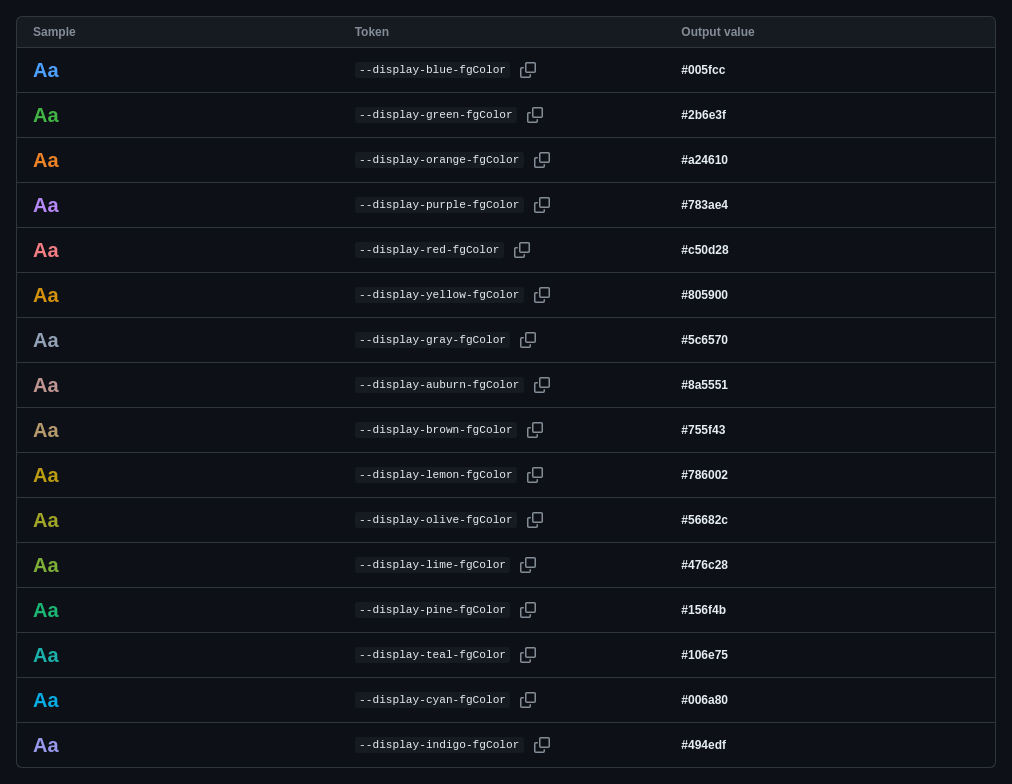 Sample Token Output value
Aa --display-blue-fgColor #005fcc
Aa --display-green-fgColor #2b6e3f
Aa --display-orange-fgColor #a24610
Aa --display-purple-fgColor #783ae4
Aa --display-red-fgColor #c50d28
Aa --display-yellow-fgColor #805900
Aa --display-gray-fgColor #5c6570
Aa --display-auburn-fgColor #8a5551
Aa --display-brown-fgColor #755f43
Aa --display-lemon-fgColor #786002
Aa --display-olive-fgColor #56682c
Aa --display-lime-fgColor #476c28
Aa --display-pine-fgColor #156f4b
Aa --display-teal-fgColor #106e75
Aa --display-cyan-fgColor #006a80
Aa --display-indigo-fgColor #494edf